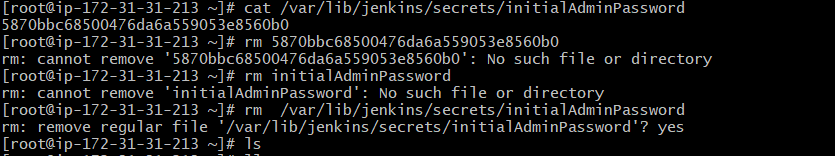 [root@ip-172-31-31-213 ~]# cat /var/lib/jenkins/secrets/initialAdminPassword
5870bbc68500476da6a559053e8560b0
[root@ip-172-31-31-213 ~]# rm 5870bbc68500476da6a559053e8560b0
rm: cannot remove '5870bbc68500476da6a559053e8560b0': No such file or directory
[root@ip-172-31-31-213 ~]# rm initialAdminPassword
rm: cannot remove 'initialAdminPassword': No such file or directory
[root@ip-172-31-31-213 ~]# rm  /var/lib/jenkins/secrets/initialAdminPassword
rm: remove regular file '/var/lib/jenkins/secrets/initialAdminPassword'? yes
[root@ip-172-31-31-213 ~]# ls